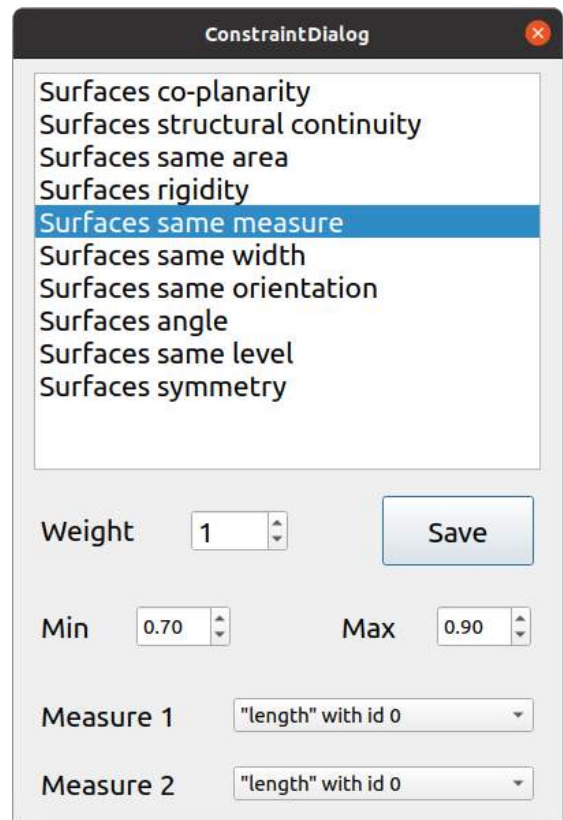 ConstraintDialog
Surfaces co-planarity
Surfaces structural continuity
Surfaces same area
Surfaces rigidity
Surfaces same measure
Surfaces same width
Surfaces same orientation
Surfaces angle
Surfaces same level
Surfaces symmetry
Weight 1 Save
Min 0.70 Max 0.90
Measure 1 "length" with id 0
Measure 2 "length" with id 0